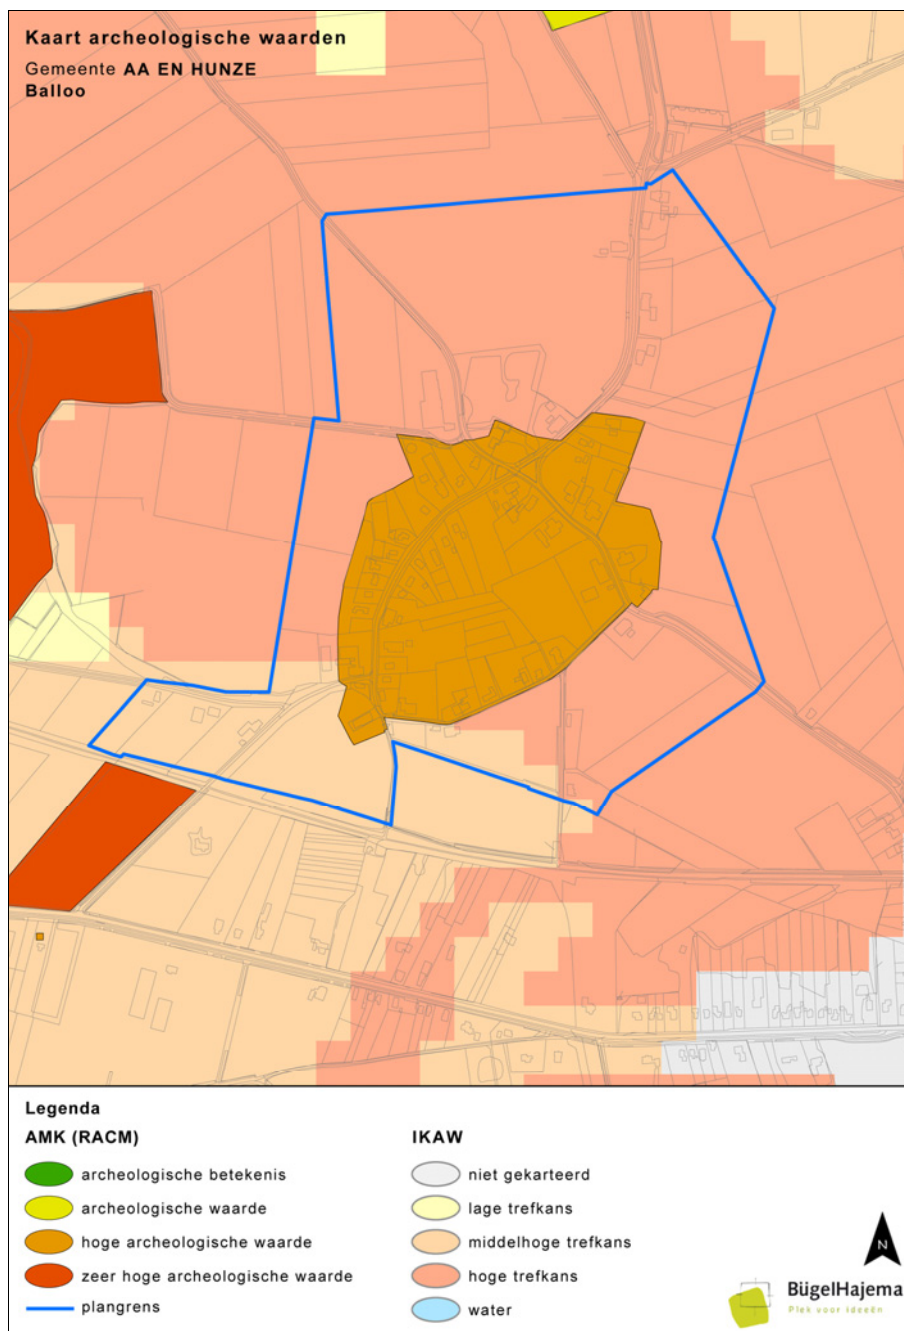 Kaart archeologische waarden
Gemeente AA EN HUNZE
Balloo
Legenda
AMK (RACM)
archeologische betekenis
archeologische waarde
hoge archeologische waarde
zeer hoge archeologische waarde
plangrens
IKAW
niet gekarteerd
lage trefkans
middelhoge trefkans
hoge trefkans
water
N
BügelHajema
Plek voor ideeën